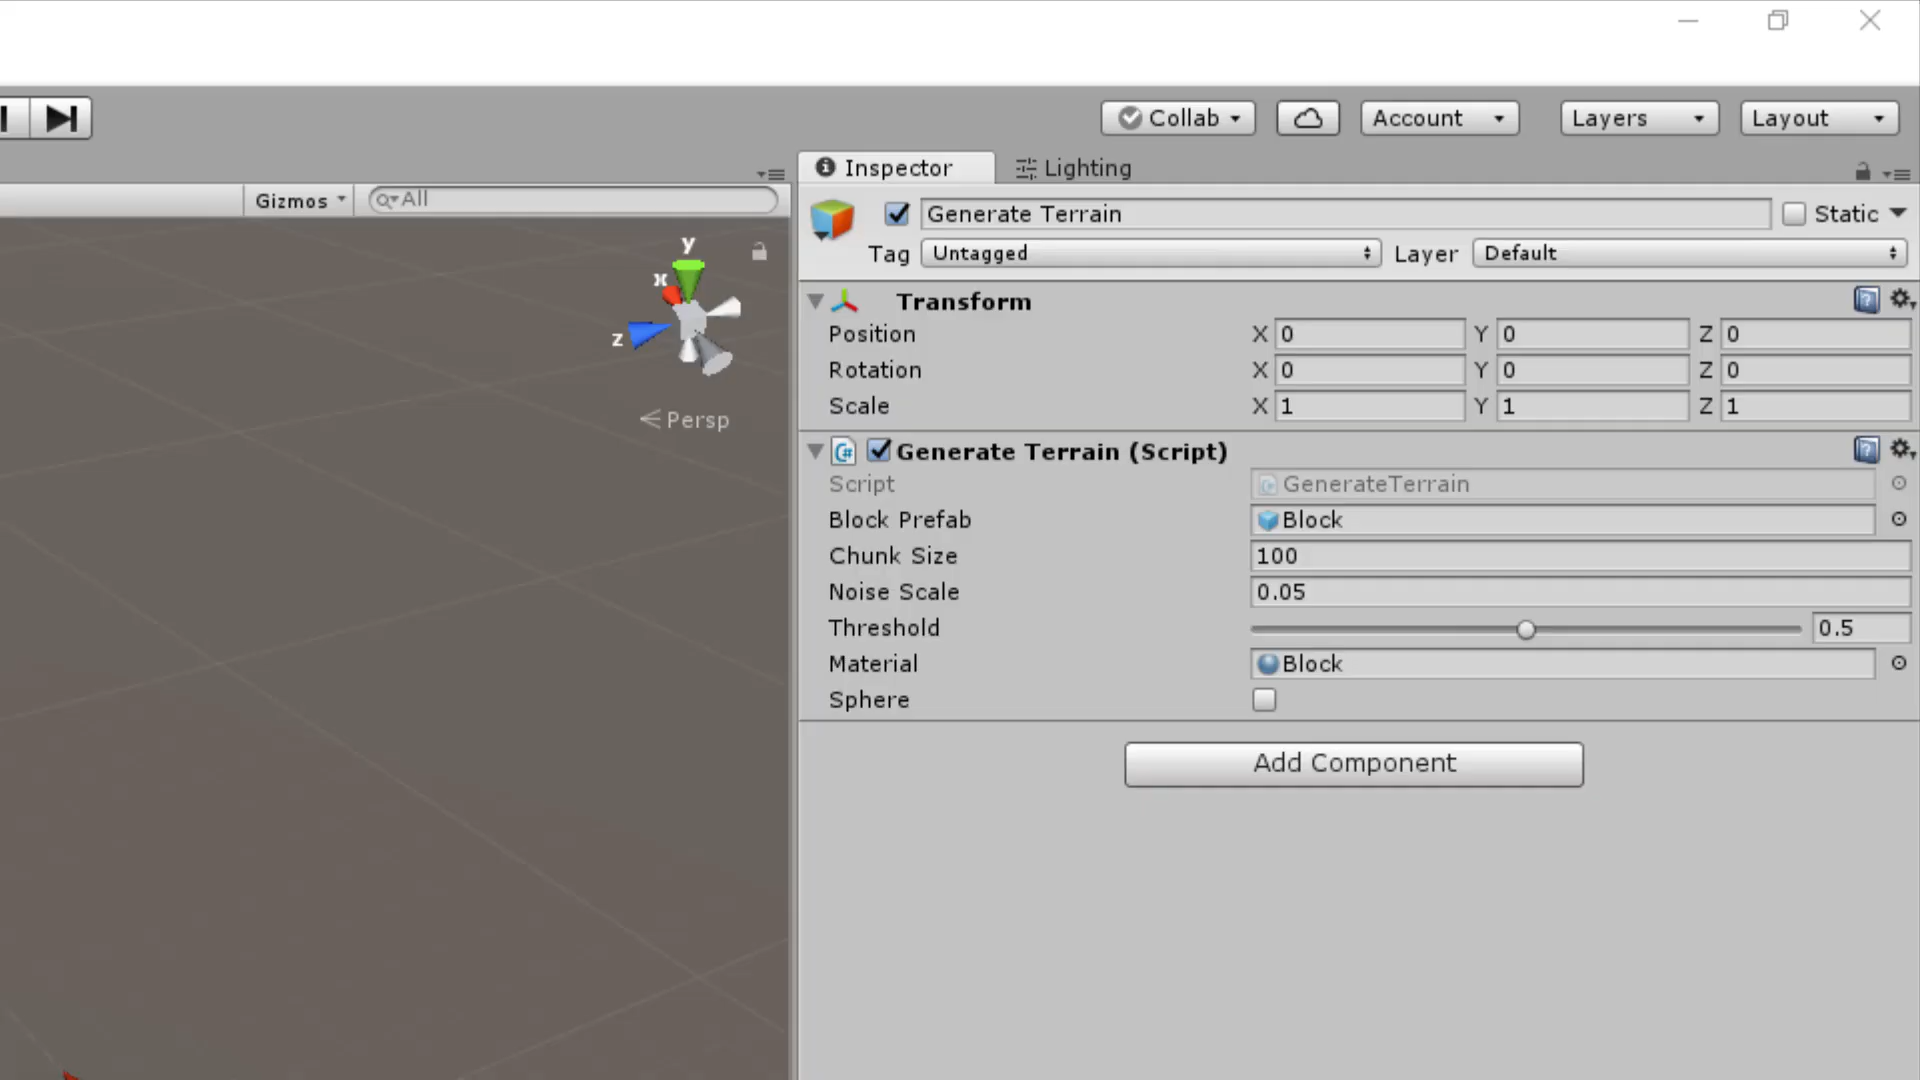 Collab Account Layers Layout
Inspector Lighting
Gizmos All
Generate Terrain Static
Tag Untagged Layer Default
y
x
z
Persp
Transform
Position X 0 Y 0 Z 0
Rotation X 0 Y 0 Z 0
Scale X 1 Y 1 Z 1
Generate Terrain (Script)
Script GenerateTerrain
Block Prefab Block
Chunk Size 100
Noise Scale 0.05
Threshold 0.5
Material Block
Sphere
Add Component